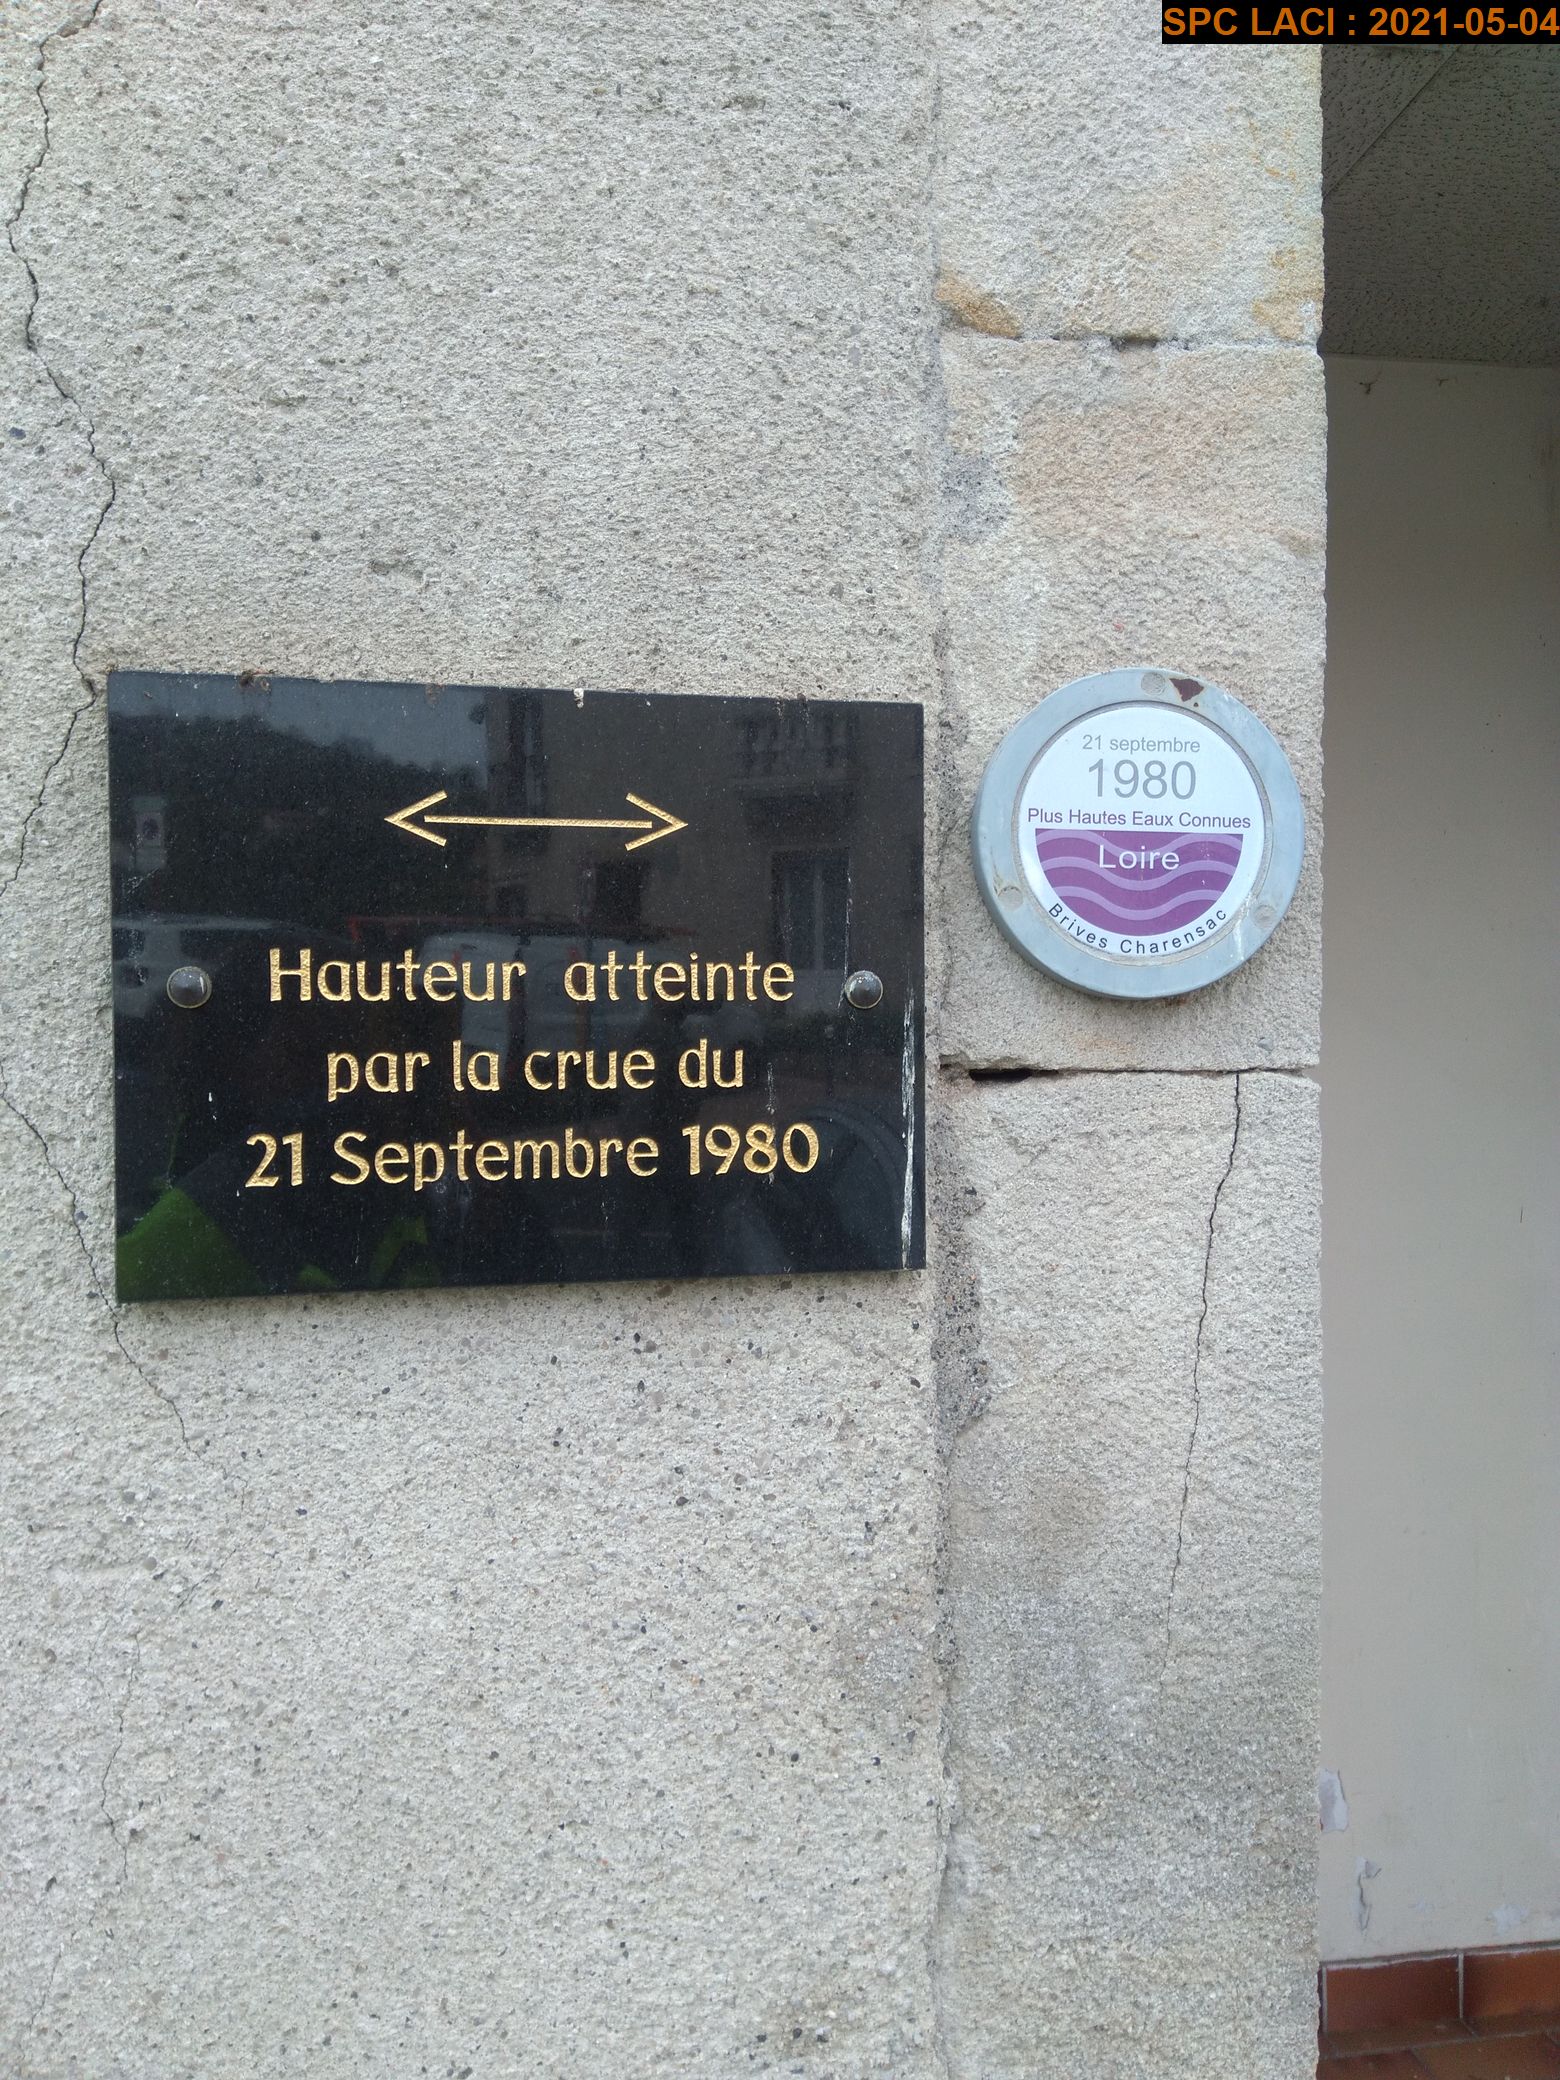 SPC LACI : 2021-05-04
Hauteur atteinte
par la crue du
21 Septembre 1980
21 septembre
1980
Plus Hautes Eaux Connues
Loire
Brives Charensac